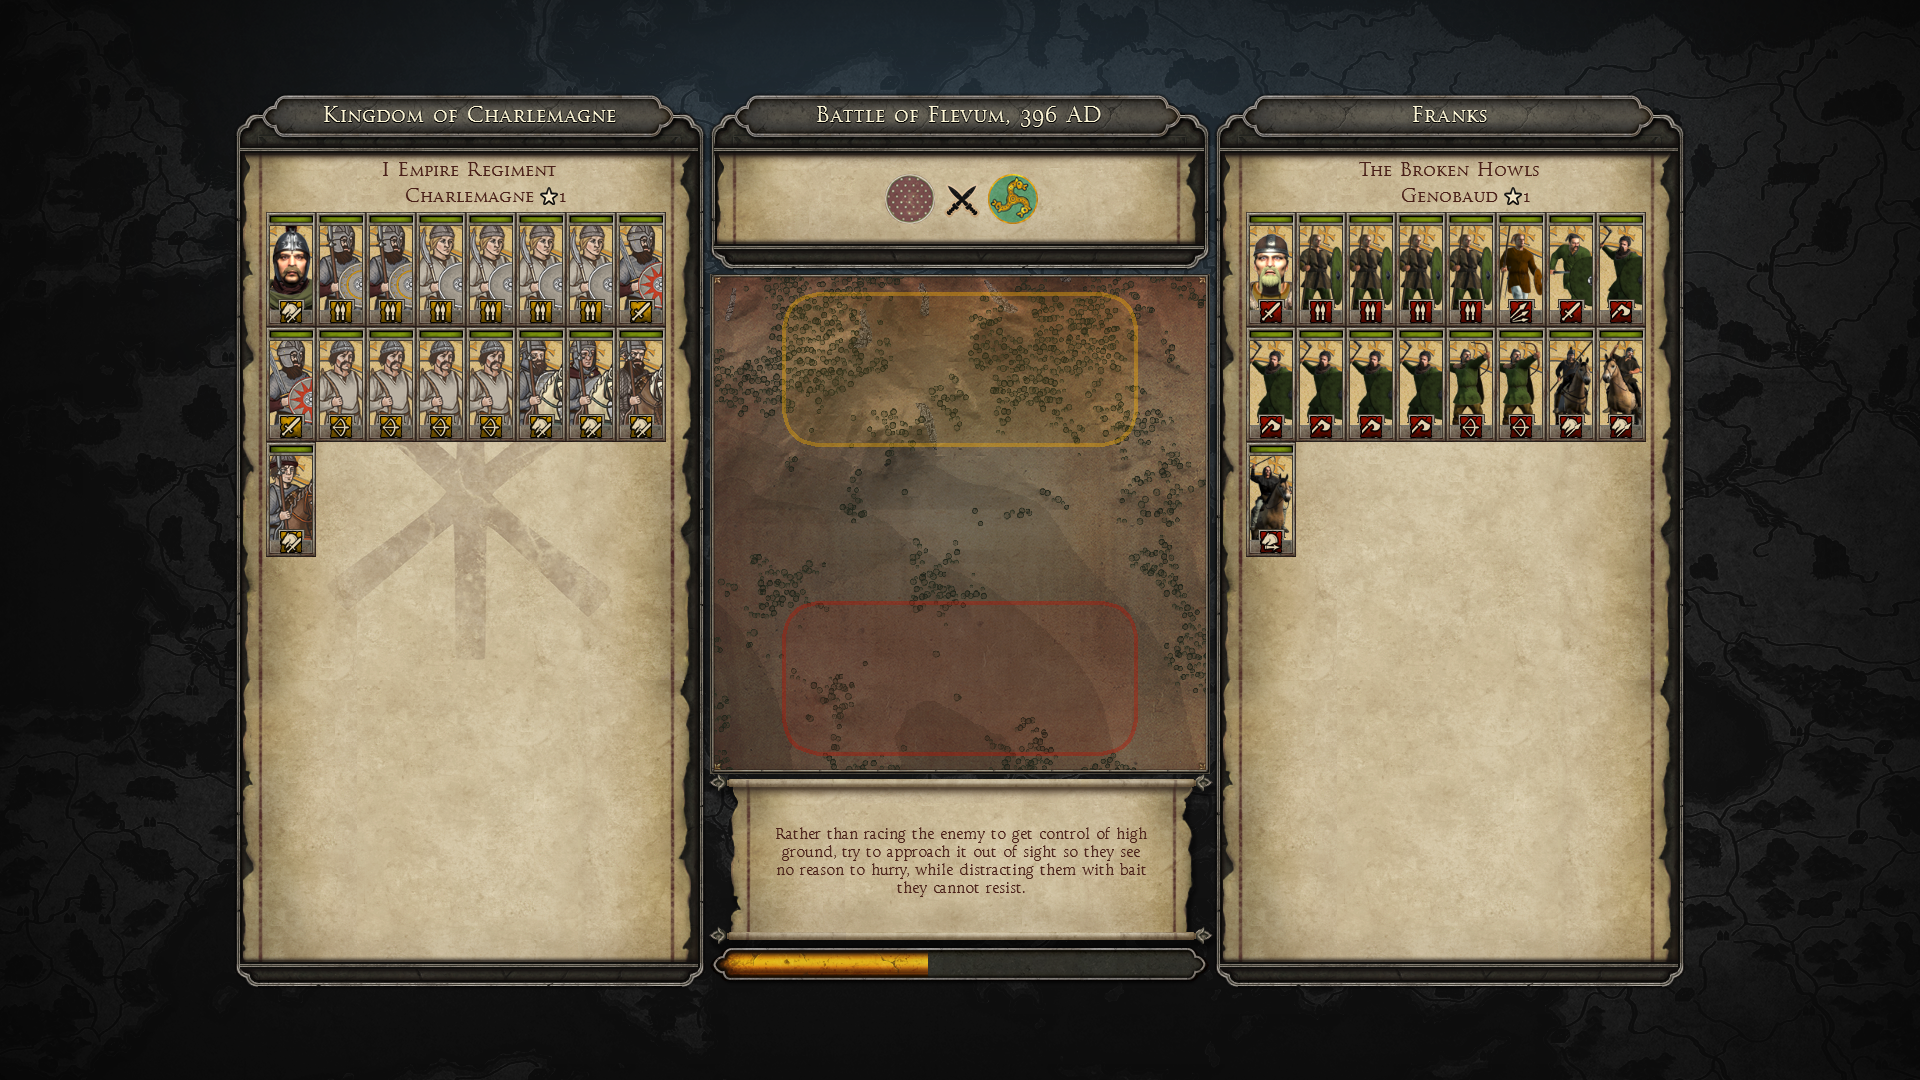 Kingdom of Charlemagne
I Empire Regiment
Charlemagne 1
Battle of Flevum, 396 AD
Rather than racing the enemy to get control of high
ground, try to approach it out of sight so they see
no reason to hurry, while distracting them with bait
they cannot resist.
Franks
The Broken Howls
Genobaud 1